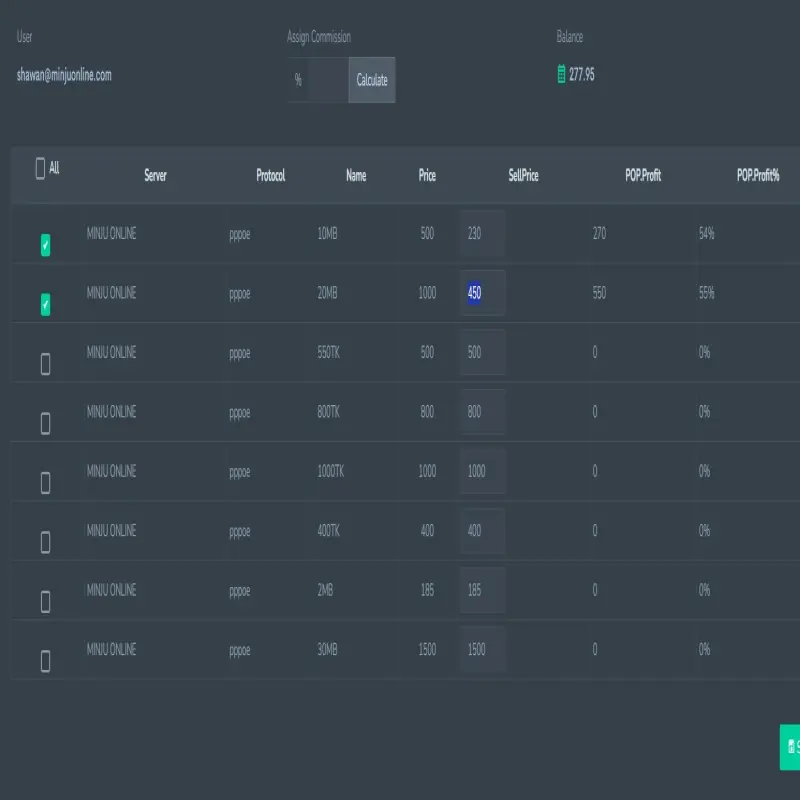 User Assign Commission Balance
shawan@minjuonline.com % Calculate 277.95
All Server Protocol Name Price SellPrice POP.Profit POP.Profit%
MINJU ONLINE pppoe 10MB 500 230 270 54%
MINJU ONLINE pppoe 20MB 1000 450 550 55%
MINJU ONLINE pppoe 550TK 500 500 0 0%
MINJU ONLINE pppoe 800TK 800 800 0 0%
MINJU ONLINE pppoe 1000TK 1000 1000 0 0%
MINJU ONLINE pppoe 400TK 400 400 0 0%
MINJU ONLINE pppoe 2MB 185 185 0 0%
MINJU ONLINE pppoe 30MB 1500 1500 0 0%